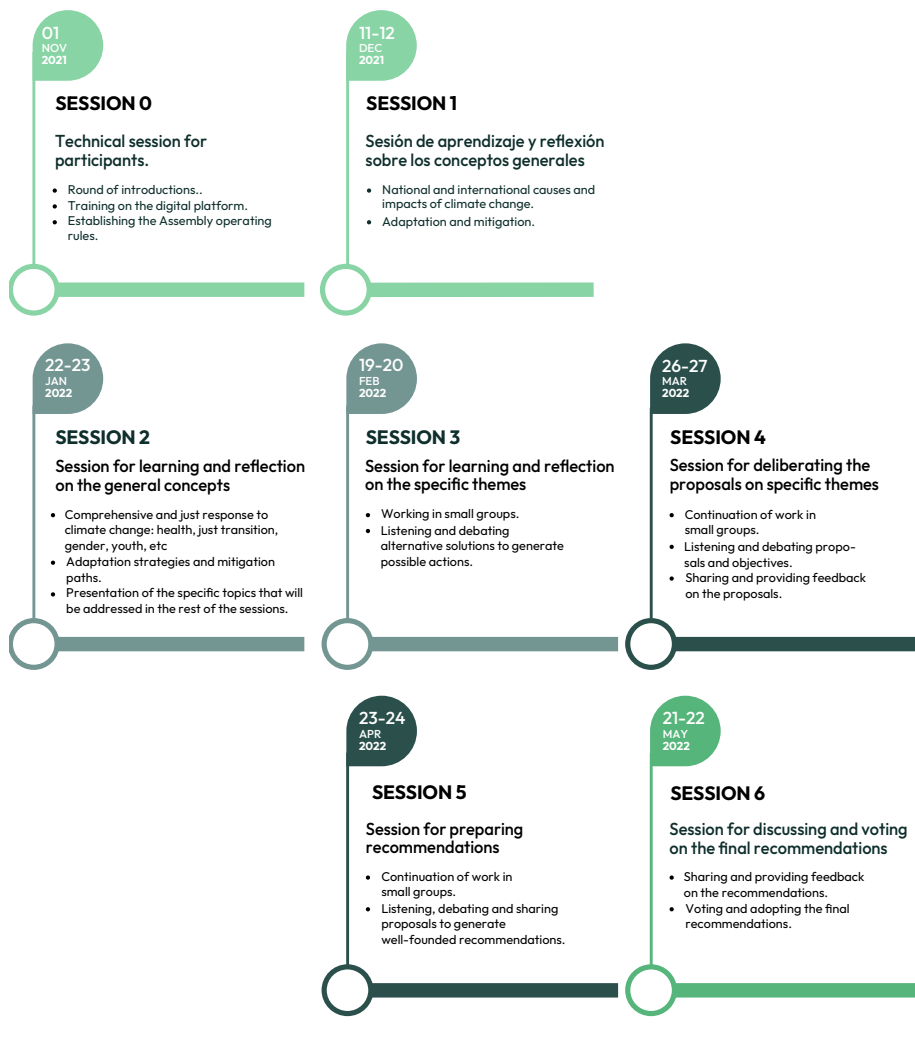 01
NOV
2021
SESSION 0
Technical session for
participants.
• Round of introductions..
• Training on the digital platform.
• Establishing the Assembly operating
rules.
11-12
DEC
2021
SESSION 1
Sesión de aprendizaje y reflexión
sobre los conceptos generales
• National and international causes and
impacts of climate change.
• Adaptation and mitigation.
22-23
JAN
2022
SESSION 2
Session for learning and reflection
on the general concepts
• Comprehensive and just response to
climate change: health, just transition,
gender, youth, etc
• Adaptation strategies and mitigation
paths.
• Presentation of the specific topics that will
be addressed in the rest of the sessions.
19-20
FEB
2022
SESSION 3
Session for learning and reflection
on the specific themes
• Working in small groups.
• Listening and debating
alternative solutions to generate
possible actions.
26-27
MAR
2022
SESSION 4
Session for deliberating the
proposals on specific themes
• Continuation of work in
small groups.
• Listening and debating propo-
sals and objectives.
• Sharing and providing feedback
on the proposals.
23-24
APR
2022
SESSION 5
Session for preparing
recommendations
• Continuation of work in
small groups.
• Listening, debating and sharing
proposals to generate
well-founded recommendations.
21-22
MAY
2022
SESSION 6
Session for discussing and voting
on the final recommendations
• Sharing and providing feedback
on the recommendations.
• Voting and adopting the final
recommendations.